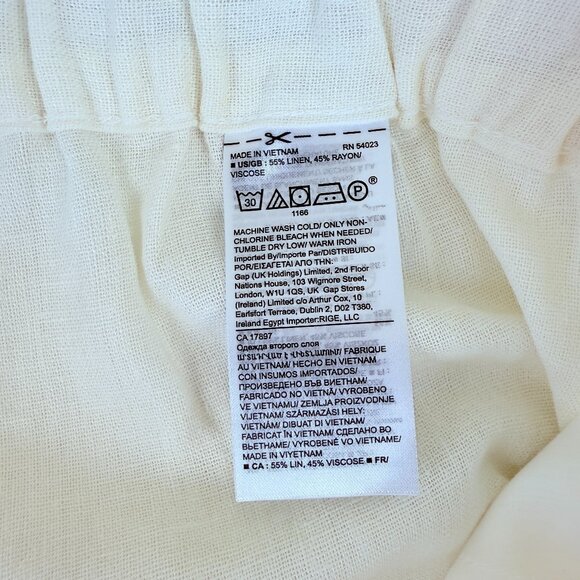 MADE IN VIETNAM RN 54023
■ US/GB : 55% LINEN, 45% RAYON/
VISCOSE
30 P ®
1166
MACHINE WASH COLD/ ONLY NON-
CHLORINE BLEACH WHEN NEEDED/
TUMBLE DRY LOW/ WARM IRON
Imported By/Importe Par/DISTRIBUIDO
POR/ΕΙΣΑΓΕΤΑΙ ΑΠΟ ΤΗΝ:
Gap (UK Holdings) Limited, 2nd Floor
Nations House, 103 Wigmore Street,
London, W1U 1QS, UK Gap Stores
(Ireland) Limited c/o Arthur Cox, 10
Earlsfort Terrace, Dublin 2, D02 T380,
Ireland Egypt Importer:RIGE, LLC
CA 17897
Одежда второго слоя
FABRIQUE
AU VIETNAM/ HECHO EN VIETNAM
CON INSUMOS IMPORTADOS/
ПРОИЗВЕДЕНО ВЪВ ВИЕТНАМ/
FABRICADO NO VIETNÃ/ VYROBENO
VE VIETNAMU/ ZEMLJA PROIZVODNJE
VIJETNAM/ SZÁRMAZÁSI HELY:
VIETNÁM/ DIBUAT DI VIETNAM/
FABRICAT ÎN VIETNAM/ СДЕЛАНО ВО
ВЬЕТНАМЕ/ VYROBENÉ VO VIETNAME/
MADE IN VIYETNAM
■ CA : 55% LIN, 45% VISCOSE ■ FR/